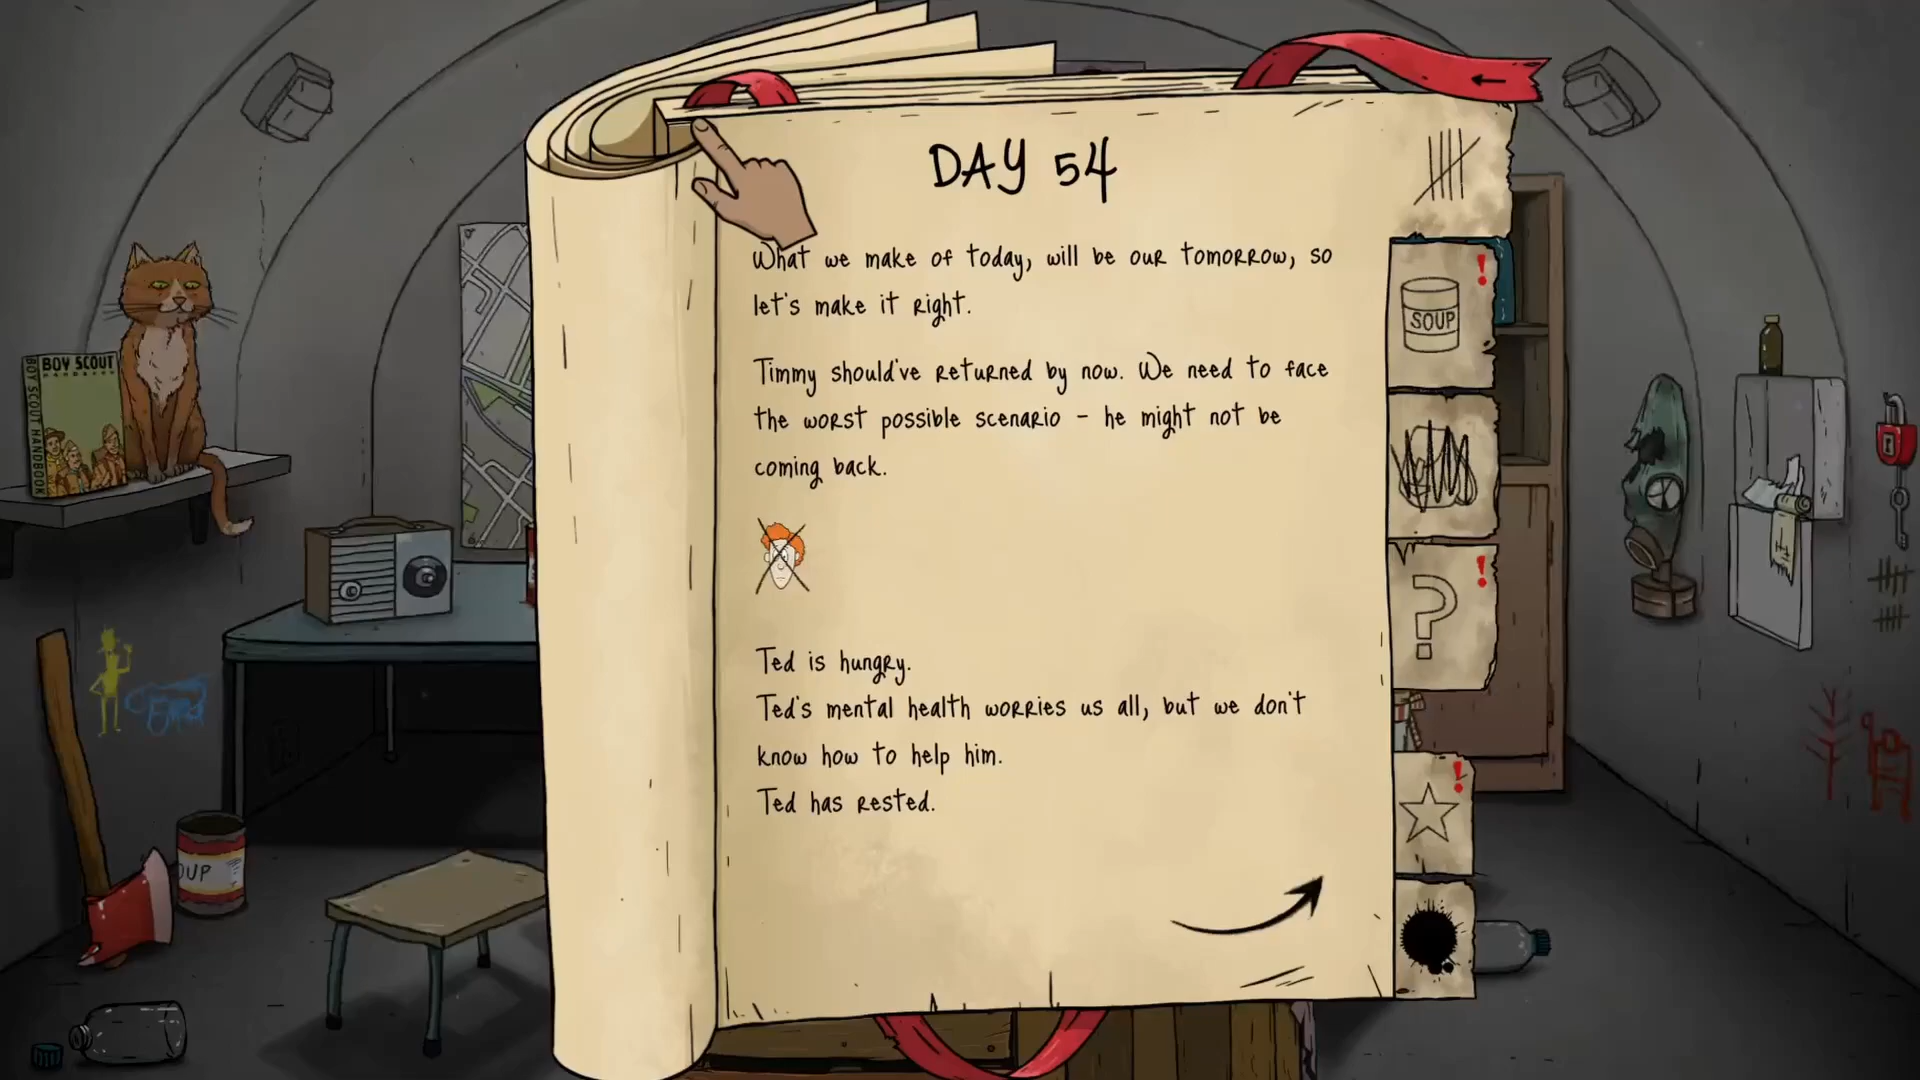 DAY 54
What we make of today, will be our tomorrow, so
let's make it right.
Timmy should've returned by now. We need to face
the worst possible scenario - he might not be
coming back.
Ted is hungry.
Ted's mental health worries us all, but we don't
know how to help him.
Ted has rested.
SOUP
!
?
!
!
BOY SCOUT
HANDBOOK
BOY SCOUT HANDBOOK
OUP